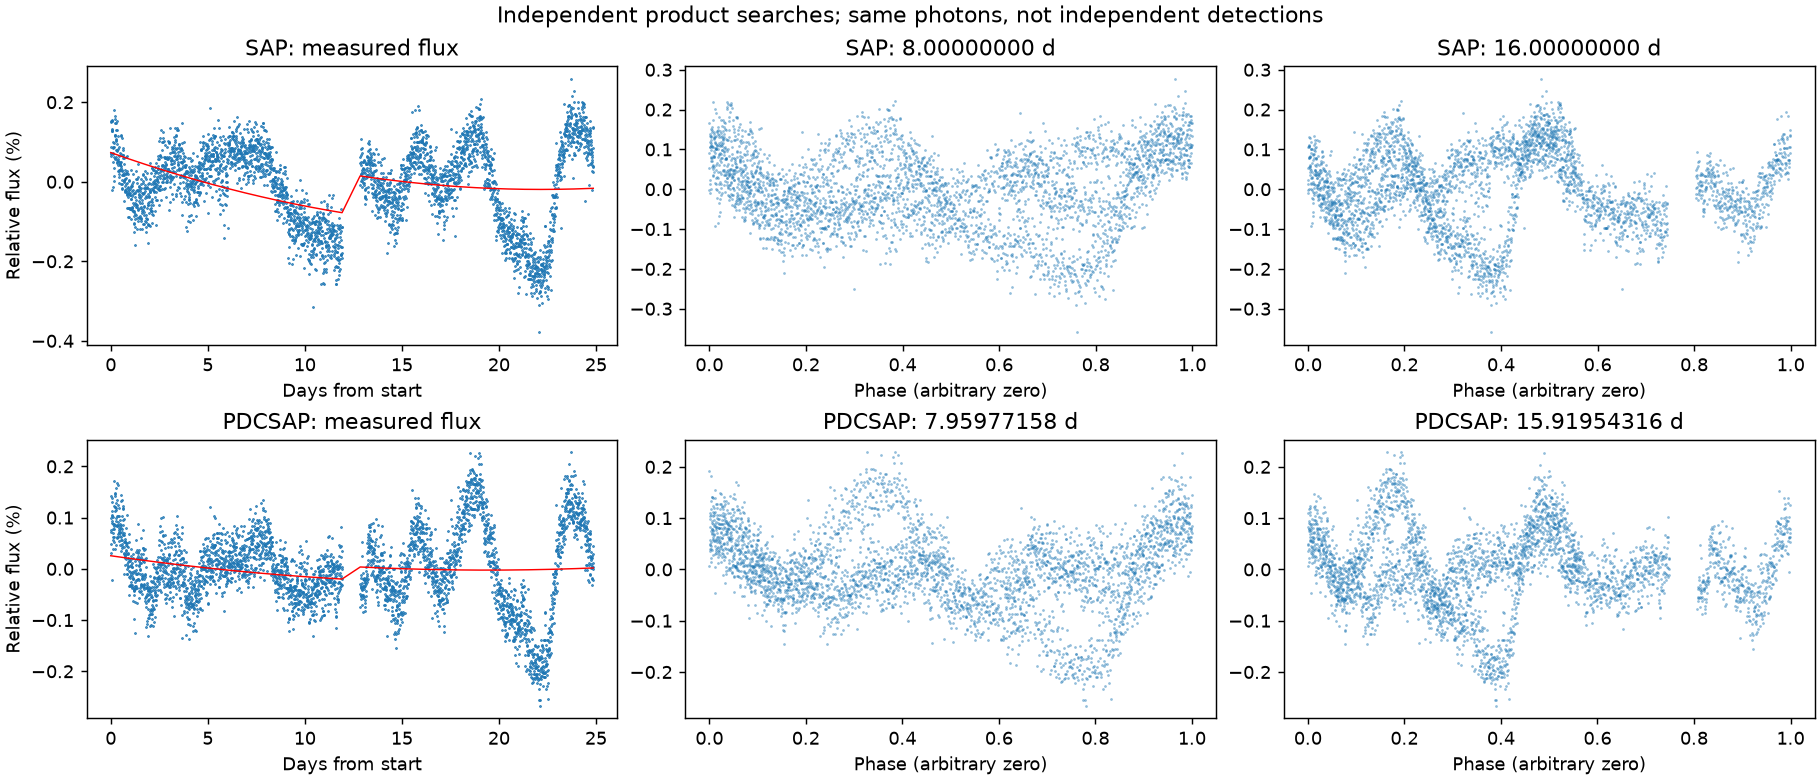 Independent product searches; same photons, not independent detections
SAP: measured flux
SAP: 8.00000000 d
SAP: 16.00000000 d
Relative flux (%)
0.2
0.0
−0.2
−0.4
0.3
0.2
0.1
0.0
−0.1
−0.2
−0.3
0.3
0.2
0.1
0.0
−0.1
−0.2
−0.3
0 5 10 15 20 25
0.0 0.2 0.4 0.6 0.8 1.0
0.0 0.2 0.4 0.6 0.8 1.0
Days from start
Phase (arbitrary zero)
Phase (arbitrary zero)
PDCSAP: measured flux
PDCSAP: 7.95977158 d
PDCSAP: 15.91954316 d
Relative flux (%)
0.2
0.1
0.0
−0.1
−0.2
0.2
0.1
0.0
−0.1
−0.2
0.2
0.1
0.0
−0.1
−0.2
0 5 10 15 20 25
0.0 0.2 0.4 0.6 0.8 1.0
0.0 0.2 0.4 0.6 0.8 1.0
Days from start
Phase (arbitrary zero)
Phase (arbitrary zero)